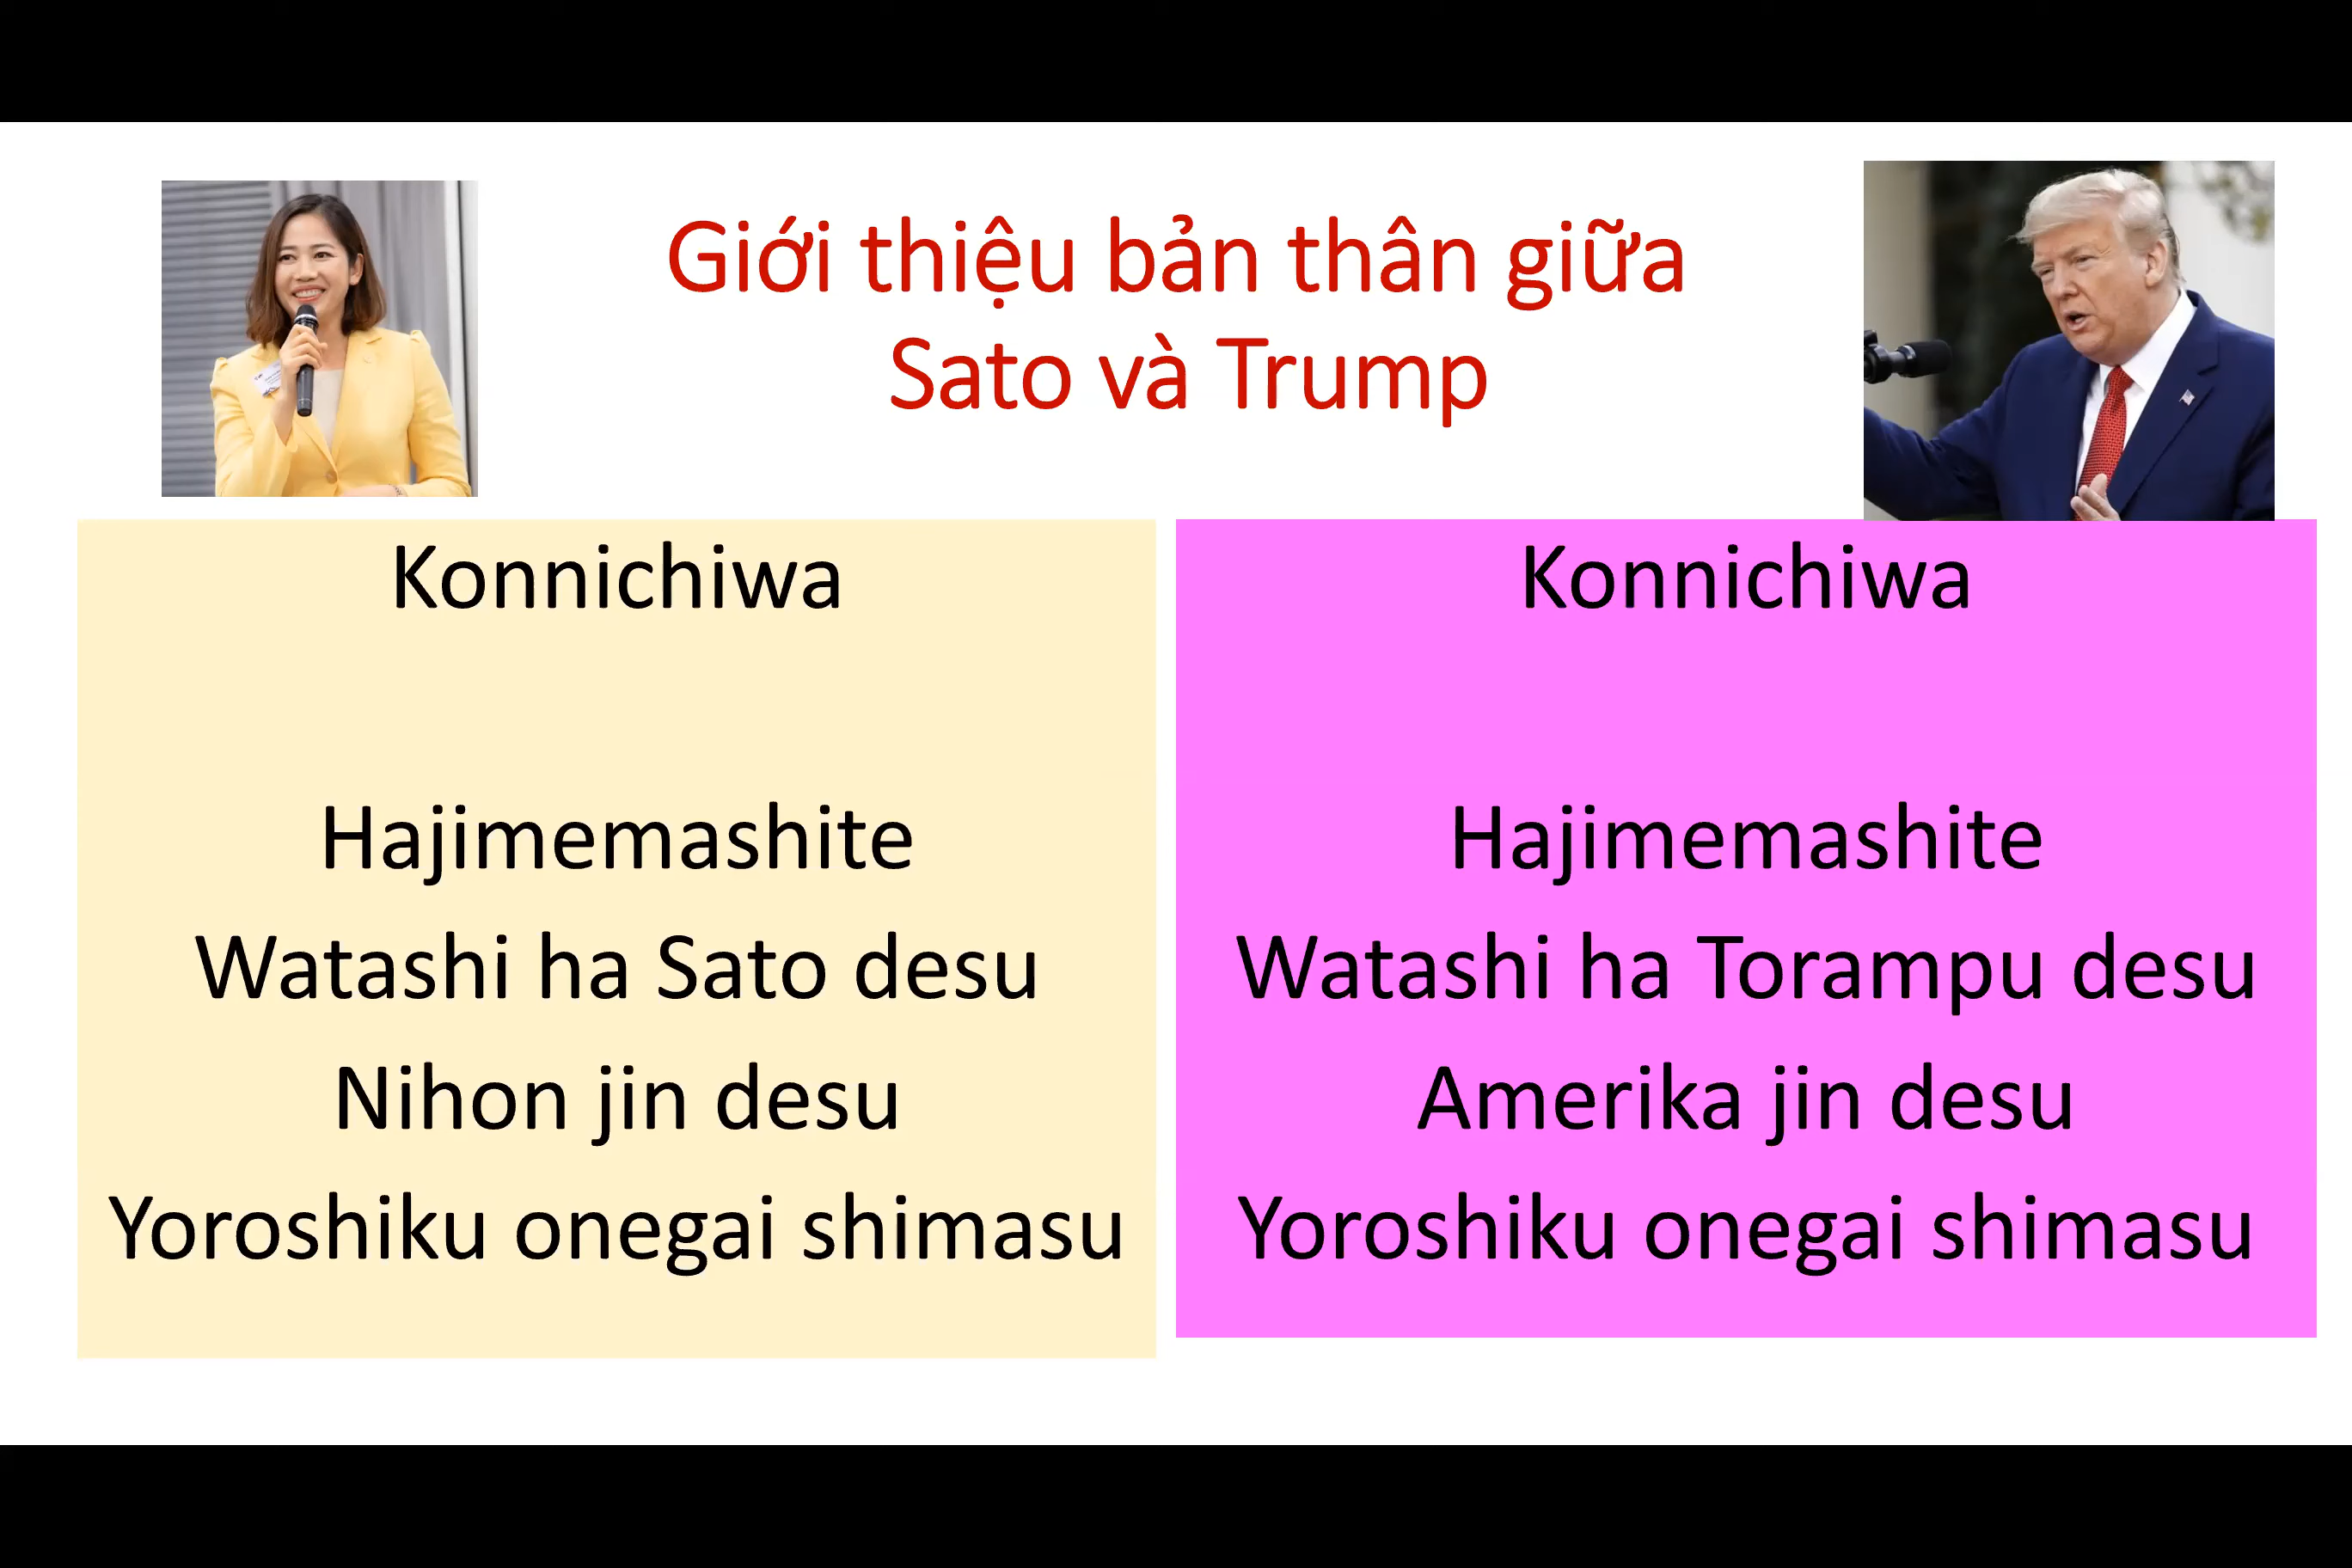 Giới thiệu bản thân giữa
Sato và Trump
Konnichiwa
Hajimemashite
Watashi ha Sato desu
Nihon jin desu
Yoroshiku onegai shimasu
Konnichiwa
Hajimemashite
Watashi ha Torampu desu
Amerika jin desu
Yoroshiku onegai shimasu